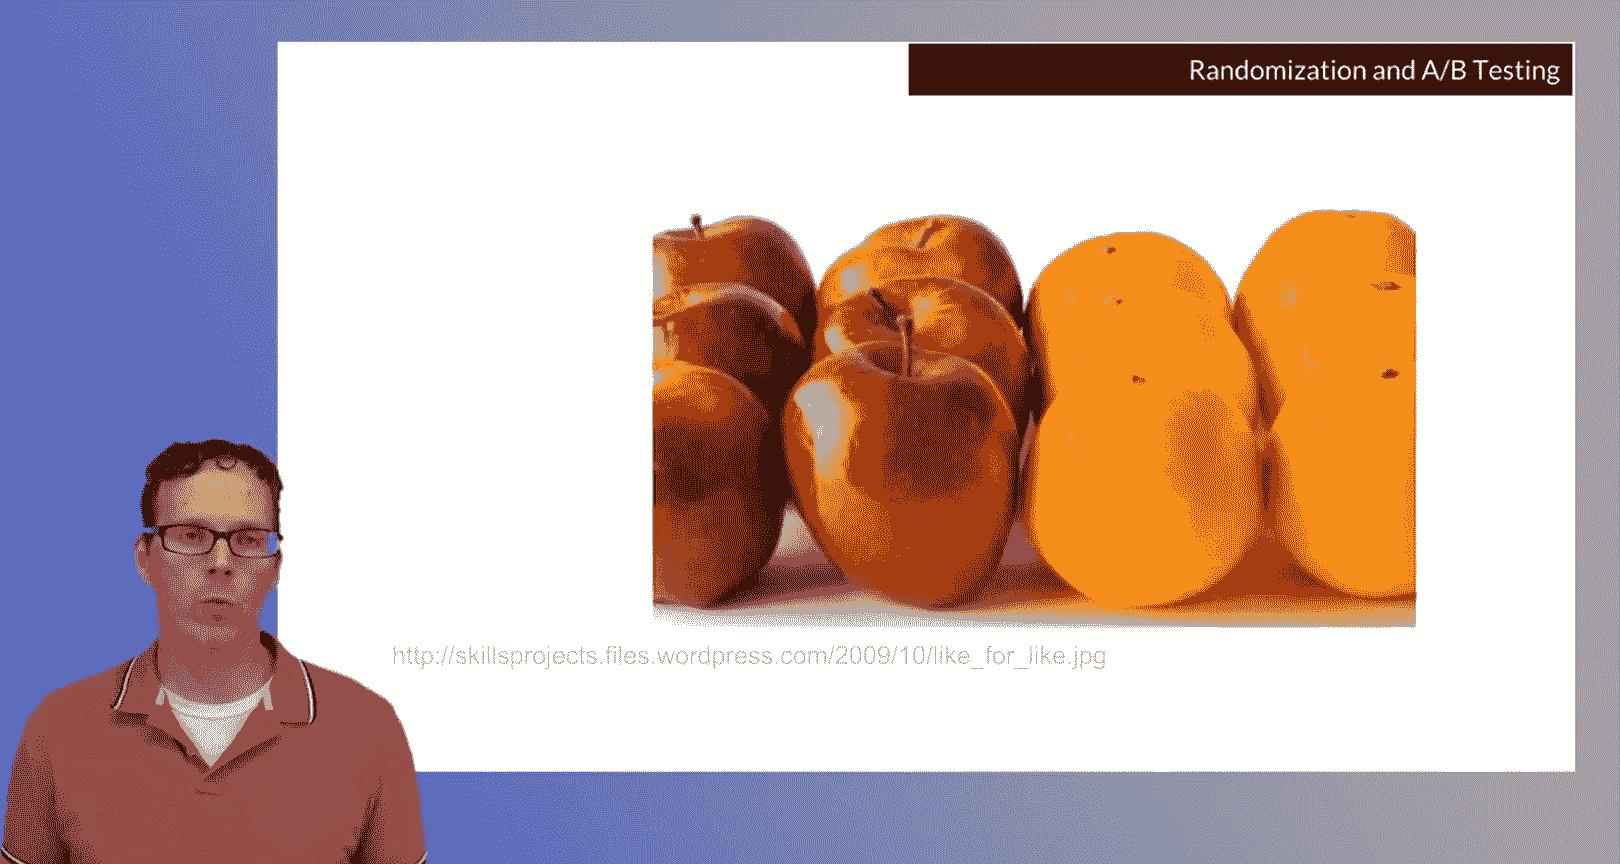 Randomization and A/B Testing
http://skillsprojects.files.wordpress.com/2009/10/like_for_like.jpg